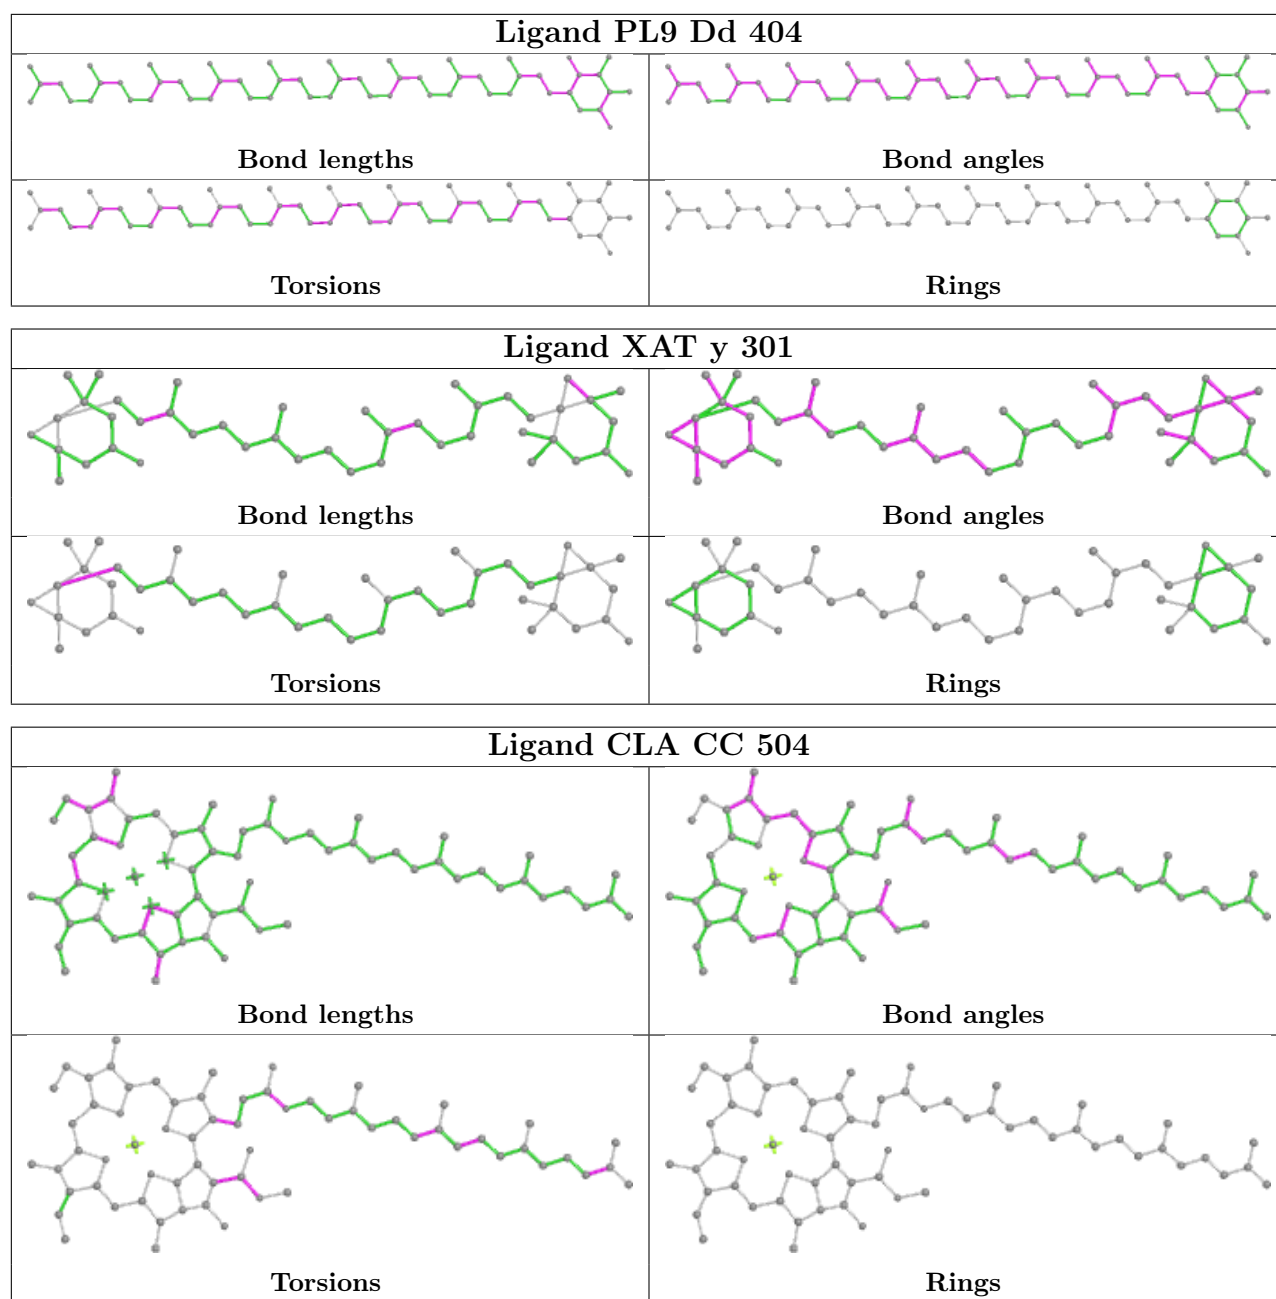 Ligand PL9 Dd 404
Bond lengths
Bond angles
Torsions
Rings
Ligand XAT y 301
Bond lengths
Bond angles
Torsions
Rings
Ligand CLA CC 504
Bond lengths
Bond angles
Torsions
Rings